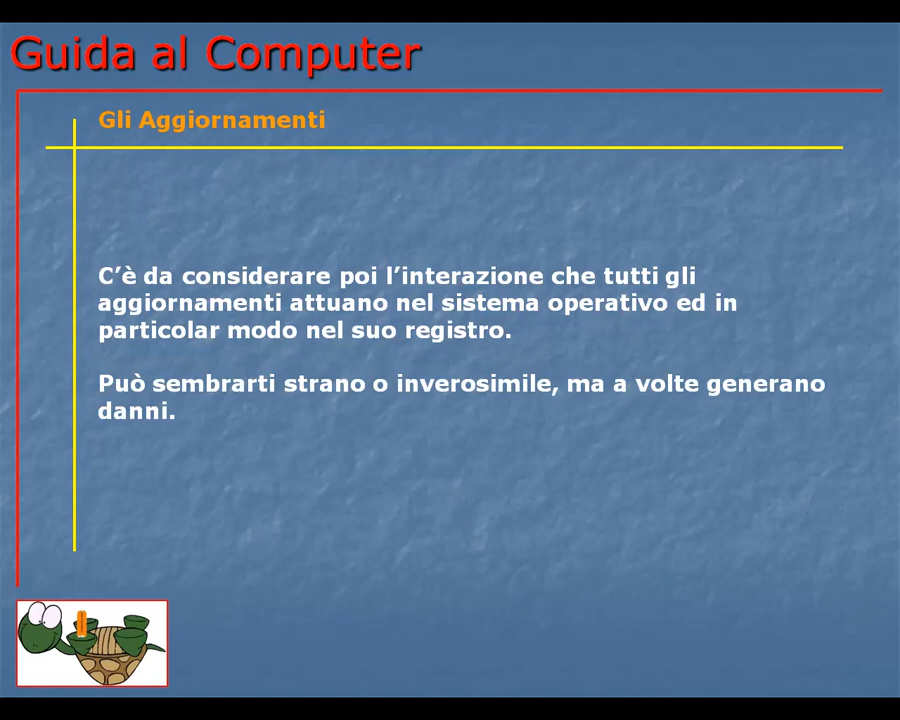 Guida al Computer
Gli Aggiornamenti
C’è da considerare poi l’interazione che tutti gli
aggiornamenti attuano nel sistema operativo ed in
particolar modo nel suo registro.
Può sembrarti strano o inverosimile, ma a volte generano
danni.